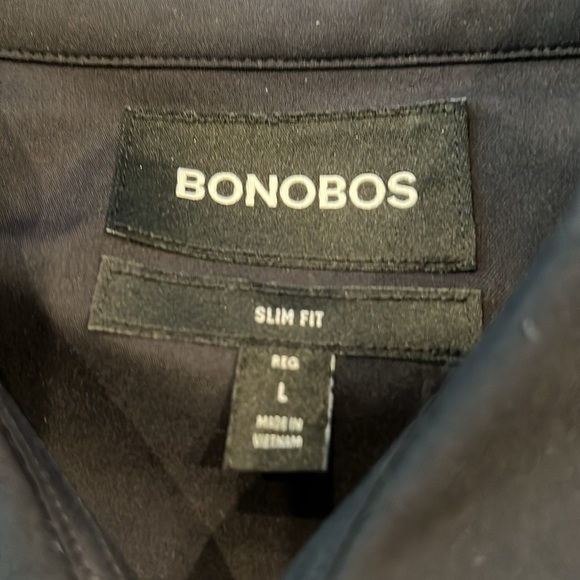 BONOBOS
SLIM FIT
REG
L
MADE IN
VIETNAM